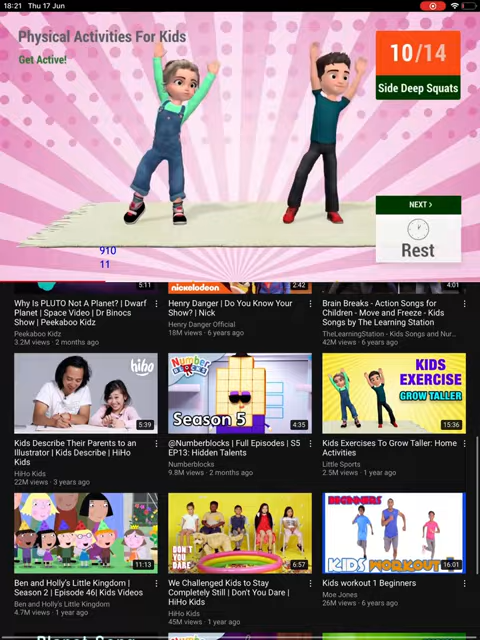 18:21 Thu 17 Jun
Physical Activities For Kids
Get Active!
10/14
Side Deep Squats
NEXT >
Rest
910
11
5:11
nickelodeon
2:42
4:01
Why Is PLUTO Not A Planet? | Dwarf
Planet | Space Video | Dr Binocs
Show | Peekaboo Kidz
Peekaboo Kidz
3.2M views · 2 months ago
Henry Danger | Do You Know Your
Show? | Nick
Henry Danger Official
18M views · 6 years ago
Brain Breaks - Action Songs for
Children - Move and Freeze - Kids
Songs by The Learning Station
TheLearningStation - Kids Songs and Nur...
42M views · 6 years ago
hiho
5:39
Number
blocks
Season 5
4:35
KIDS
EXERCISE
GROW TALLER
15:36
Kids Describe Their Parents to an
Illustrator | Kids Describe | HiHo
Kids
HiHo Kids
22M views · 3 years ago
@Numberblocks | Full Episodes | S5
EP13: Hidden Talents
Numberblocks
9.8M views · 2 months ago
Kids Exercises To Grow Taller: Home
Activities
Little Sports
2.5M views · 1 year ago
11:13
DON'T
YOU
DARE
6:57
BEGINNERS
KIDS WORKOUT 1
16:01
Ben and Holly's Little Kingdom |
Season 2 | Episode 46| Kids Videos
Ben and Holly's Little Kingdom
4.7M views · 1 year ago
We Challenged Kids to Stay
Completely Still | Don't You Dare |
HiHo Kids
HiHo Kids
45M views · 1 year ago
Kids workout 1 Beginners
Moe Jones
26M views · 6 years ago